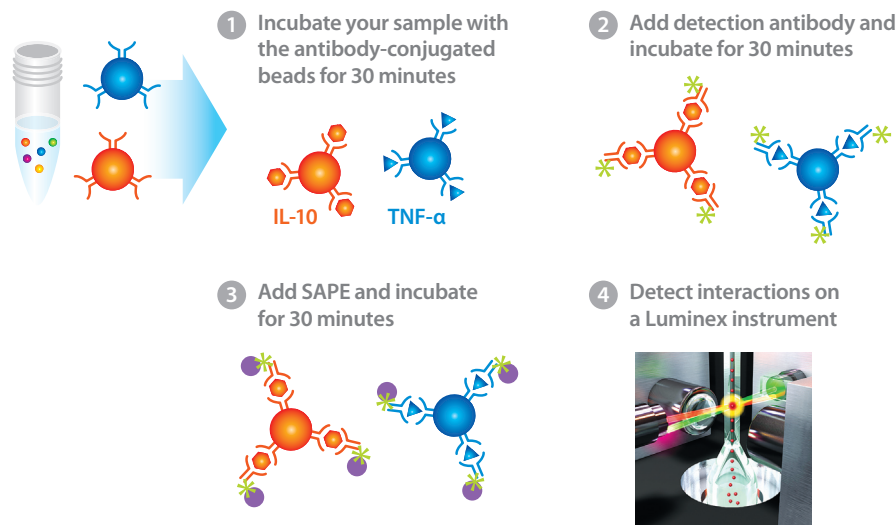 1 Incubate your sample with
the antibody-conjugated
beads for 30 minutes
IL-10
TNF-α
2 Add detection antibody and
incubate for 30 minutes
3 Add SAPE and incubate
for 30 minutes
4 Detect interactions on
a Luminex instrument